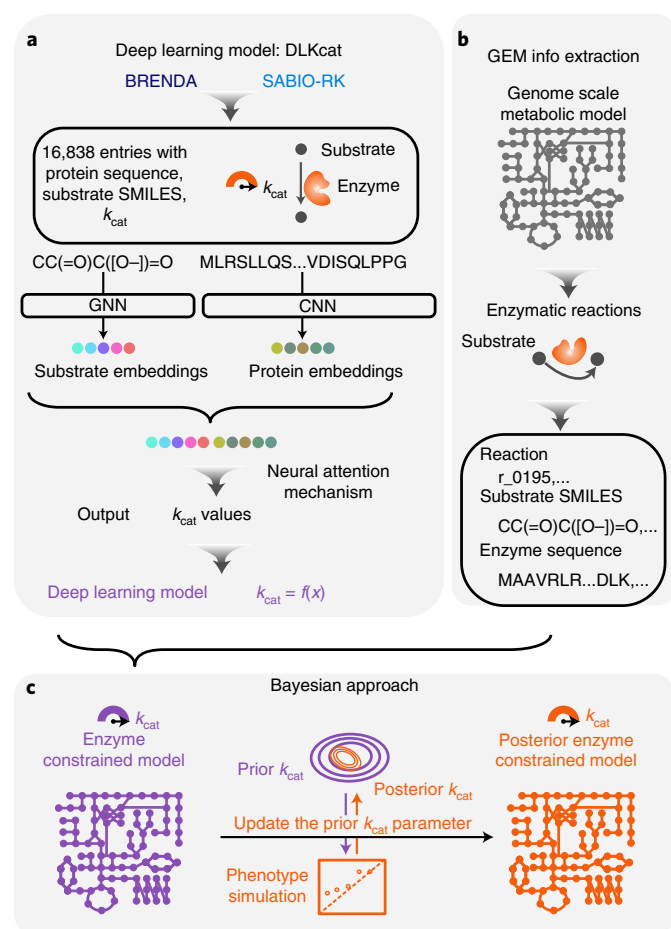 a
Deep learning model: DLKcat
BRENDA SABIO-RK
16,838 entries with
protein sequence,
substrate SMILES,
kcat
Substrate
kcat
Enzyme
CC(=O)C([O–])=O MLRSLLQS...VDISQLPPG
GNN CNN
Substrate embeddings Protein embeddings
Neural attention
mechanism
Output kcat values
Deep learning model kcat = f(x)
b
GEM info extraction
Genome scale
metabolic model
Enzymatic reactions
Substrate
Reaction
r_0195,...
Substrate SMILES
CC(=O)C([O–])=O,...
Enzyme sequence
MAAVRLR...DLK,...
c
Bayesian approach
kcat
Enzyme
constrained model
Prior kcat
Posterior kcat
Update the prior kcat parameter
Phenotype
simulation
kcat
Posterior enzyme
constrained model